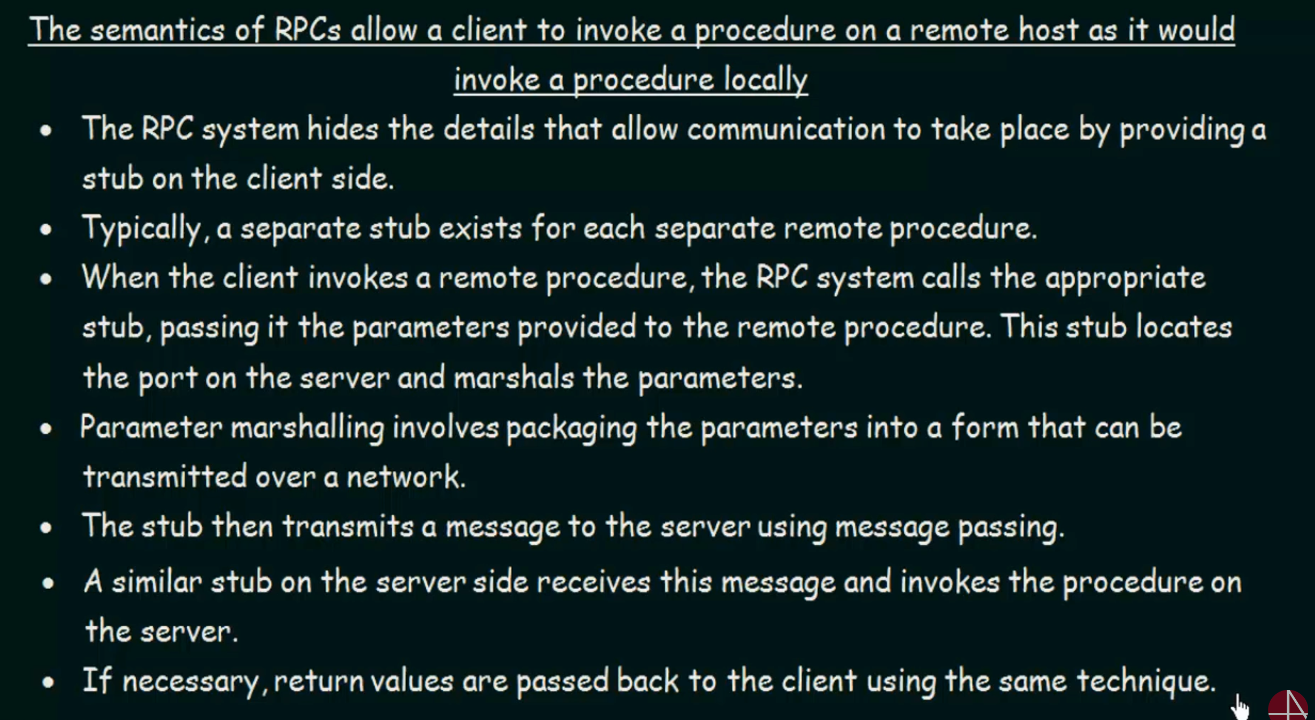 The semantics of RPCs allow a client to invoke a procedure on a remote host as it would
invoke a procedure locally
• The RPC system hides the details that allow communication to take place by providing a
stub on the client side.
• Typically, a separate stub exists for each separate remote procedure.
• When the client invokes a remote procedure, the RPC system calls the appropriate
stub, passing it the parameters provided to the remote procedure. This stub locates
the port on the server and marshals the parameters.
• Parameter marshalling involves packaging the parameters into a form that can be
transmitted over a network.
• The stub then transmits a message to the server using message passing.
• A similar stub on the server side receives this message and invokes the procedure on
the server.
• If necessary, return values are passed back to the client using the same technique.